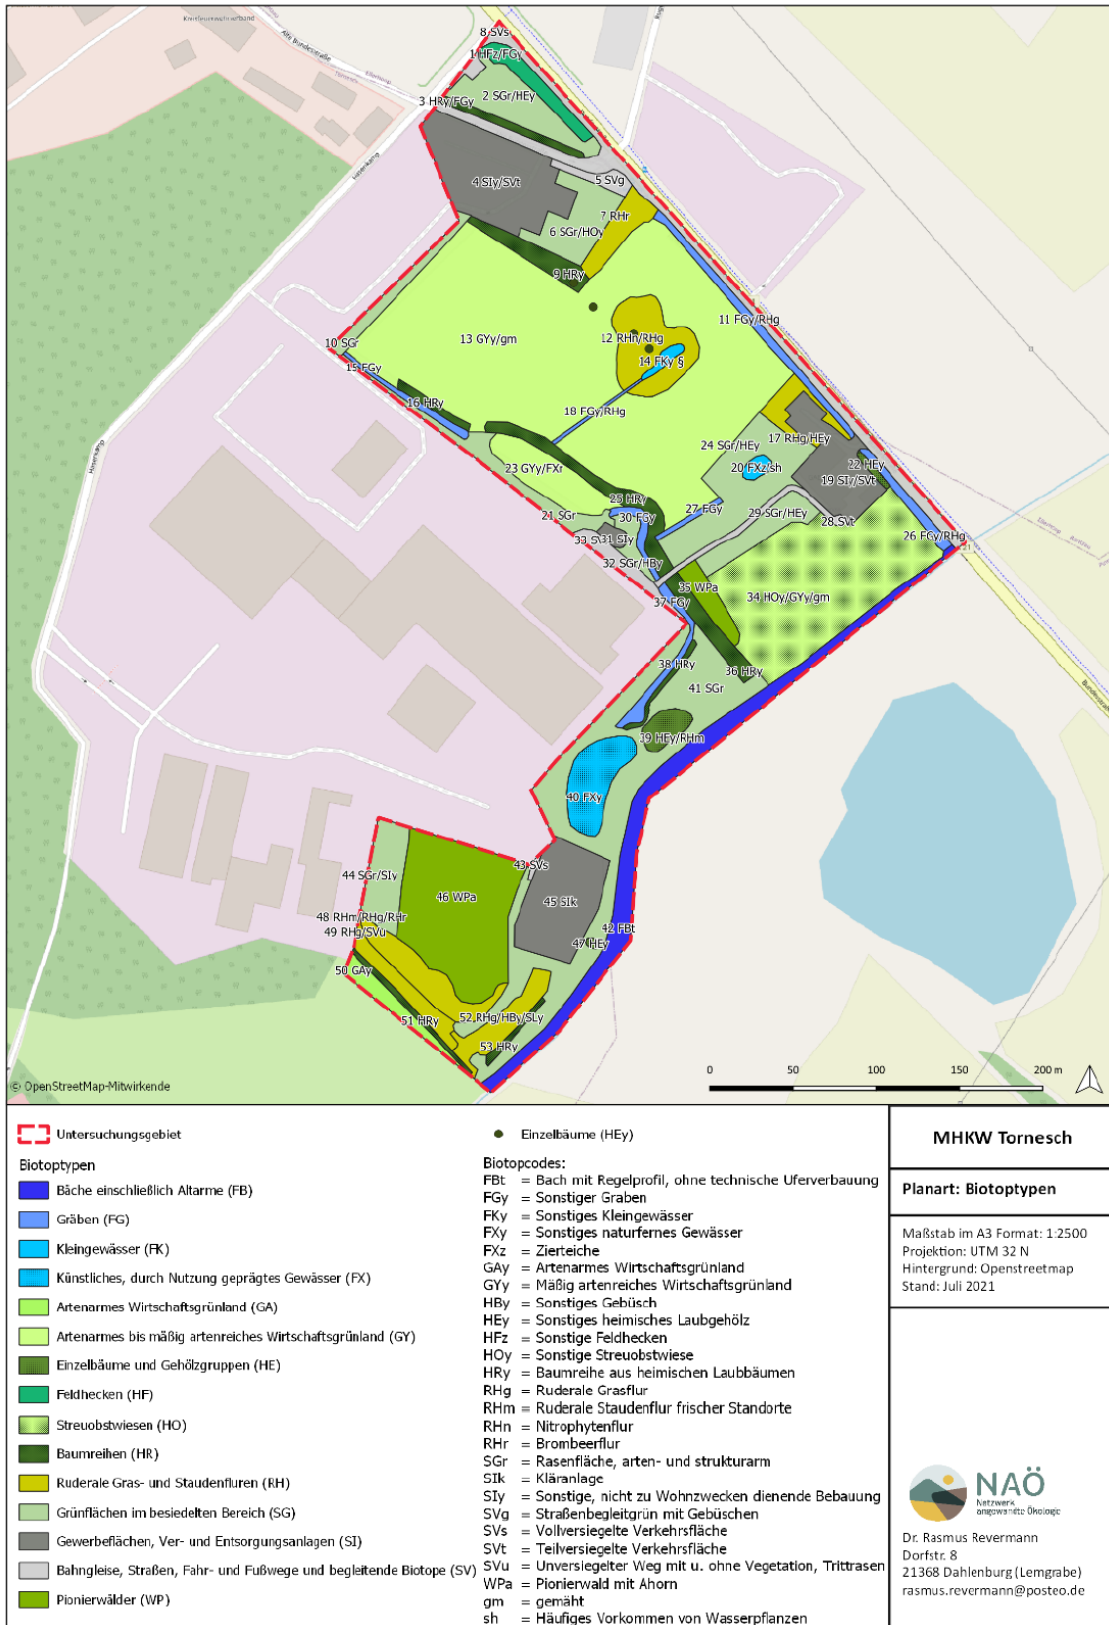 Kreisfeuerwehrverband
Alte Bundesstraße
8 SVs
1 HFz/FGy
2 SGr/HEy
3 HRy/FGy
Hasenkamp
4 SIy/SVt
5 SVg
7 RHr
6 SGr/HOy
9 HRy
11 FGy/RHg
13 GYy/gm
12 RHn/RHg
10 SGr
14 FKy §
15 FGy
16 HRy
18 FGy/RHg
17 RHg/HEy
24 SGr/HEy
Hasenkamp
22 HEy
23 GYy/FXr
20 FXz/sh
19 SIy/SVt
25 HRy
27 FGy
29 SGr/HEy
21 SGr
30 FGy
28 SVt
31 SIy
26 FGy/RHg
32 SGr/HBy
35 WPa
37 FGy
34 HOy/GYy/gm
38 HRy
36 HRy
41 SGr
39 HEy/RHm
40 FXy
43 SVs
44 SGr/SIy
46 WPa
45 SIk
48 RHm/RHg/RHr
49 RHg/SVu
42 FBt
47 HEy
50 GAy
51 HRy
52 RHg/HBy/SLy
53 HRy
0 50 100 150 200 m
© OpenStreetMap-Mitwirkende
Untersuchungsgebiet
Biotoptypen
Bäche einschließlich Altarme (FB)
Gräben (FG)
Kleingewässer (FK)
Künstliches, durch Nutzung geprägtes Gewässer (FX)
Artenarmes Wirtschaftsgrünland (GA)
Artenarmes bis mäßig artenreiches Wirtschaftsgrünland (GY)
Einzelbäume und Gehölzgruppen (HE)
Feldhecken (HF)
Streuobstwiesen (HO)
Baumreihen (HR)
Ruderale Gras- und Staudenfluren (RH)
Grünflächen im besiedelten Bereich (SG)
Gewerbeflächen, Ver- und Entsorgungsanlagen (SI)
Bahngleise, Straßen, Fahr- und Fußwege und begleitende Biotope (SV)
Pionierwälder (WP)
Einzelbäume (HEy)
Biotopcodes:
FBt = Bach mit Regelprofil, ohne technische Uferverbauung
FGy = Sonstiger Graben
FKy = Sonstiges Kleingewässer
FXy = Sonstiges naturfernes Gewässer
FXz = Zierteiche
GAy = Artenarmes Wirtschaftsgrünland
GYy = Mäßig artenreiches Wirtschaftsgrünland
HBy = Sonstiges Gebüsch
HEy = Sonstiges heimisches Laubgehölz
HFz = Sonstige Feldhecken
HOy = Sonstige Streuobstwiese
HRy = Baumreihe aus heimischen Laubbäumen
RHg = Ruderale Grasflur
RHm = Ruderale Staudenflur frischer Standorte
RHn = Nitrophytenflur
RHr = Brombeerflur
SGr = Rasenfläche, arten- und strukturarm
SIk = Kläranlage
SIy = Sonstige, nicht zu Wohnzwecken dienende Bebauung
SVg = Straßenbegleitgrün mit Gebüschen
SVs = Vollversiegelte Verkehrsfläche
SVt = Teilversiegelte Verkehrsfläche
SVu = Unversiegelter Weg mit u. ohne Vegetation, Trittrasen
WPa = Pionierwald mit Ahorn
gm = gemäht
sh = Häufiges Vorkommen von Wasserpflanzen
MHKW Tornesch
Planart: Biotoptypen
Maßstab im A3 Format: 1:2500
Projektion: UTM 32 N
Hintergrund: Openstreetmap
Stand: Juli 2021
NAÖ
Netzwerk
angewandte Ökologie
Dr. Rasmus Revermann
Dorfstr. 8
21368 Dahlenburg (Lemgrabe)
rasmus.revermann@posteo.de